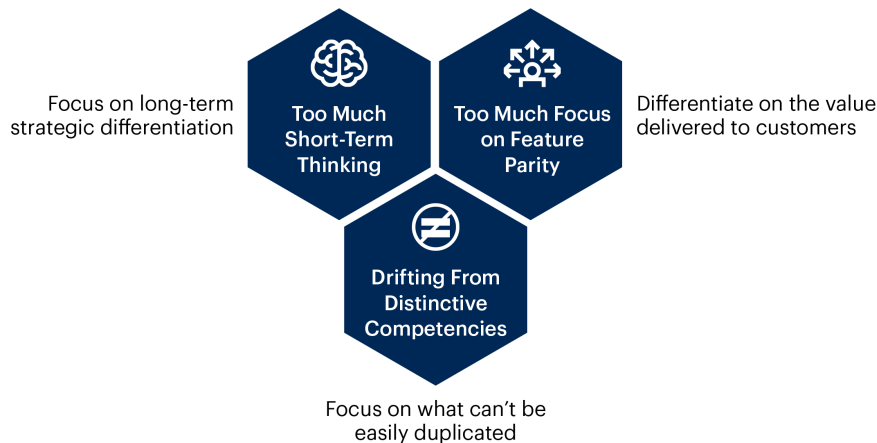 Focus on long-term
strategic differentiation
Too Much
Short-Term
Thinking
Too Much Focus
on Feature
Parity
Differentiate on the value
delivered to customers
Drifting From
Distinctive
Competencies
Focus on what can’t be
easily duplicated